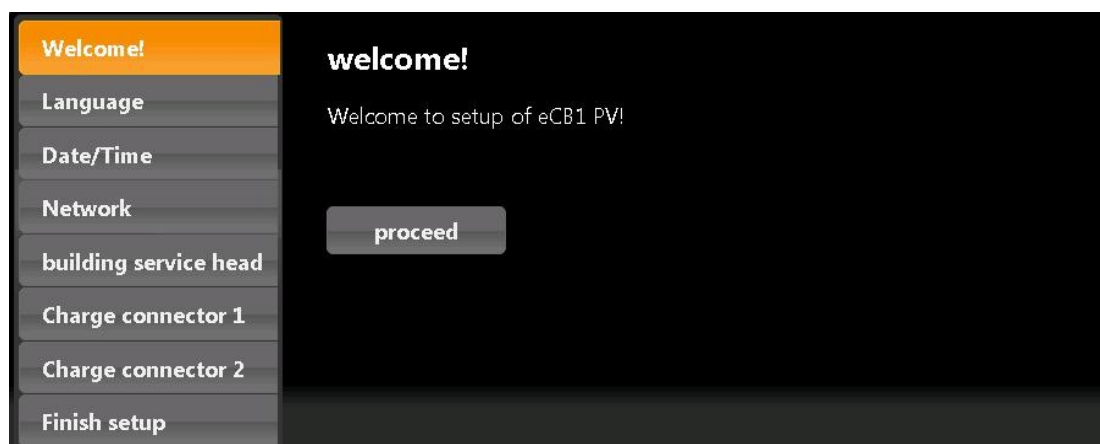 Welcome!
Language
Date/Time
Network
building service head
Charge connector 1
Charge connector 2
Finish setup
welcome!
Welcome to setup of eCB1 PV!
proceed